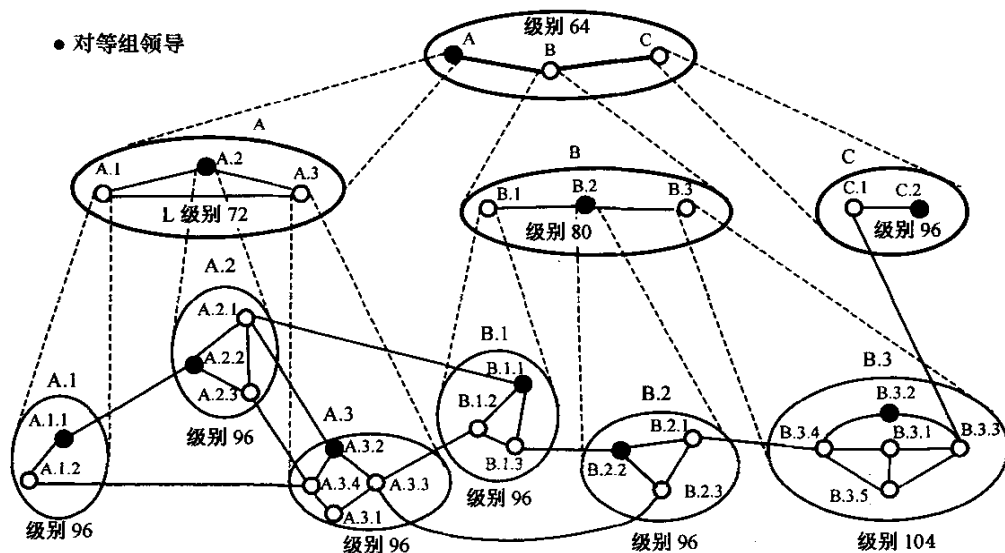 级别 64
● 对等组领导
A
B
C
A
B
C
A.1
A.2
A.3
L 级别 72
B.1
B.2
B.3
级别 80
C.1
C.2
级别 96
A.2
A.2.1
A.2.2
A.2.3
级别 96
A.1
A.1.1
A.1.2
级别 96
A.3
A.3.2
A.3.4
A.3.3
A.3.1
级别 96
B.1
B.1.1
B.1.2
B.1.3
级别 96
B.2
B.2.1
B.2.2
B.2.3
级别 96
B.3
B.3.2
B.3.4
B.3.1
B.3.3
B.3.5
级别 104